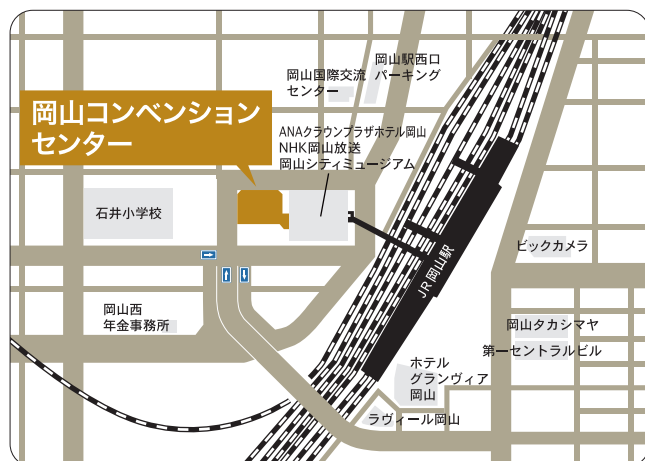 岡山国際交流
センター
岡山駅西口
パーキング
岡山コンベンション
センター
ANAクラウンプラザホテル岡山
NHK岡山放送
岡山シティミュージアム
石井小学校
JR岡山駅
ビックカメラ
岡山西
年金事務所
岡山タカシマヤ
第一セントラルビル
ホテル
グランヴィア
岡山
ラヴィール岡山